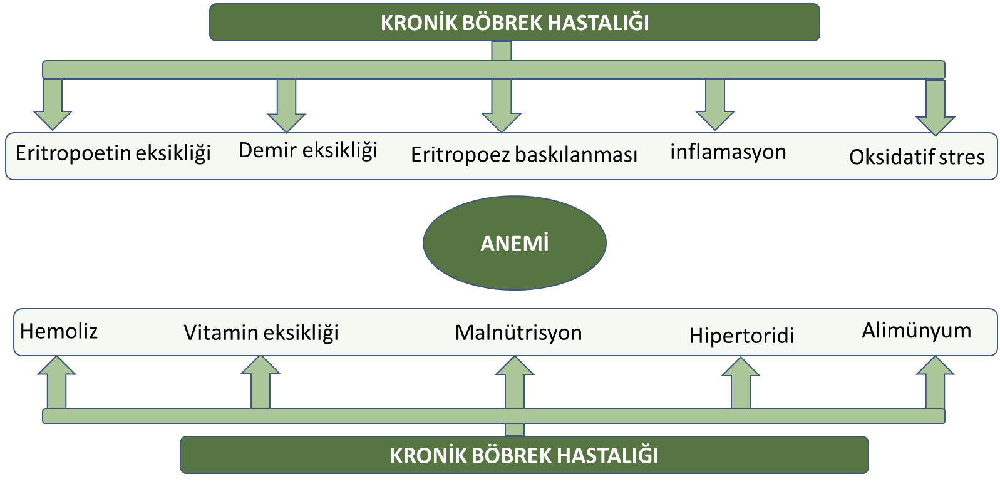 KRONİK BÖBREK HASTALIĞI
Eritropoetin eksikliği
Demir eksikliği
Eritropoez baskılanması
inflamasyon
Oksidatif stres
ANEMİ
Hemoliz
Vitamin eksikliği
Malnütrisyon
Hipertoridi
Alimünyum
KRONİK BÖBREK HASTALIĞI